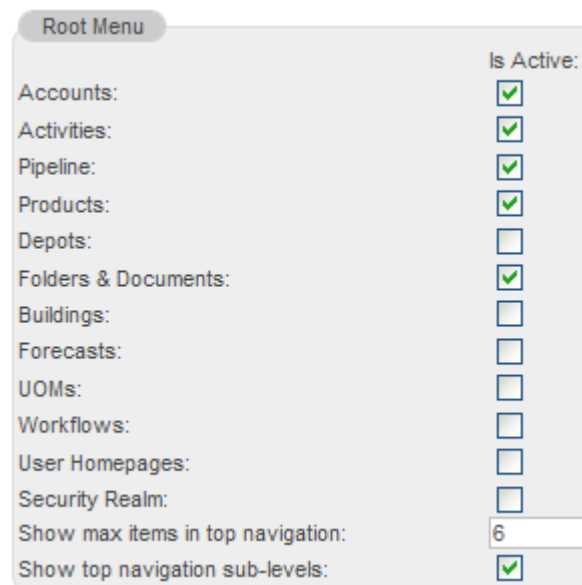 Root Menu
Is Active:
Accounts:
Activities:
Pipeline:
Products:
Depots:
Folders & Documents:
Buildings:
Forecasts:
UOMs:
Workflows:
User Homepages:
Security Realm:
Show max items in top navigation: 6
Show top navigation sub-levels: